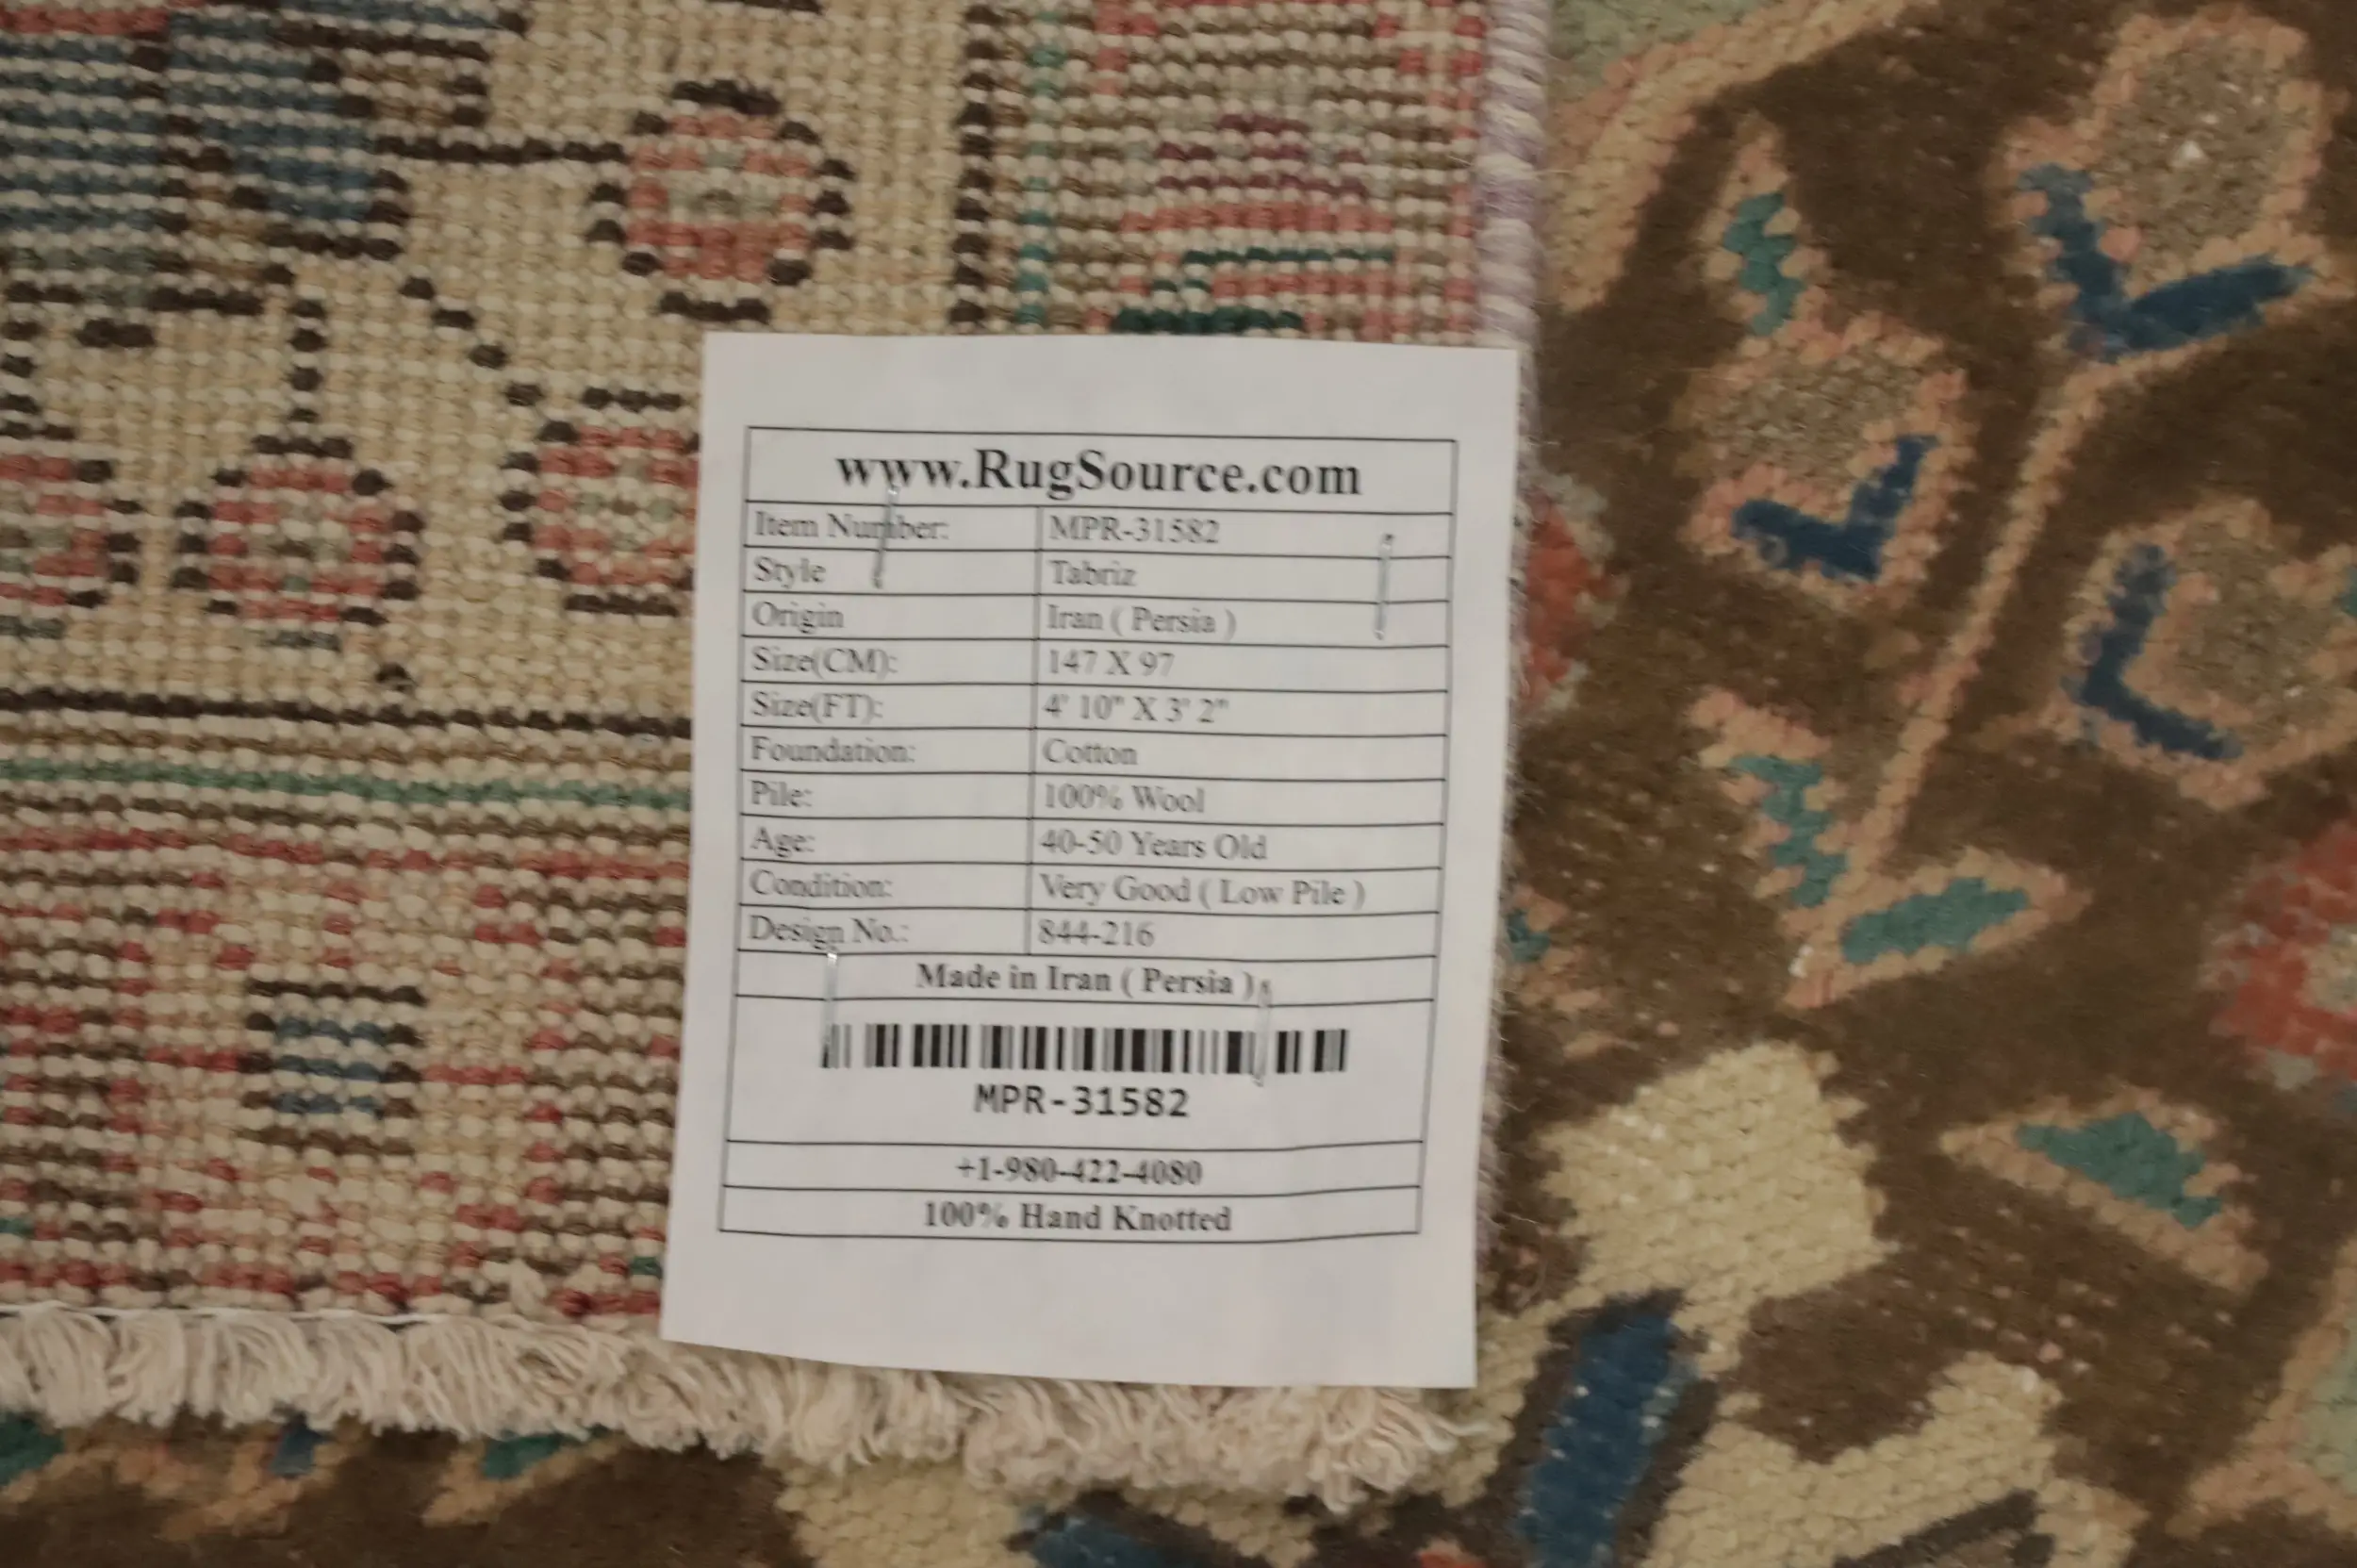 www.RugSource.com
Item Number: MPR-31582
Style Tabriz
Origin Iran ( Persia )
Size(CM): 147 X 97
Size(FT): 4' 10" X 3' 2"
Foundation: Cotton
Pile: 100% Wool
Age: 40-50 Years Old
Condition: Very Good ( Low Pile )
Design No.: 844-216
Made in Iran ( Persia )
MPR-31582
+1-980-422-4080
100% Hand Knotted